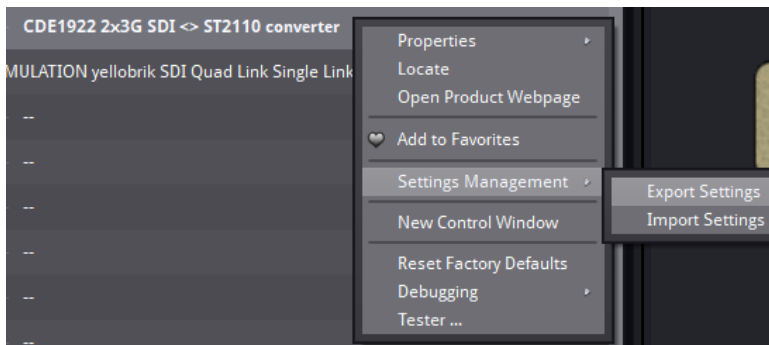 CDE1922 2x3G SDI <> ST2110 converter
MULATION yellobrik SDI Quad Link Single Link
--
--
--
--
--
--
Properties
Locate
Open Product Webpage
Add to Favorites
Settings Management
New Control Window
Reset Factory Defaults
Debugging
Tester ...
Export Settings
Import Settings